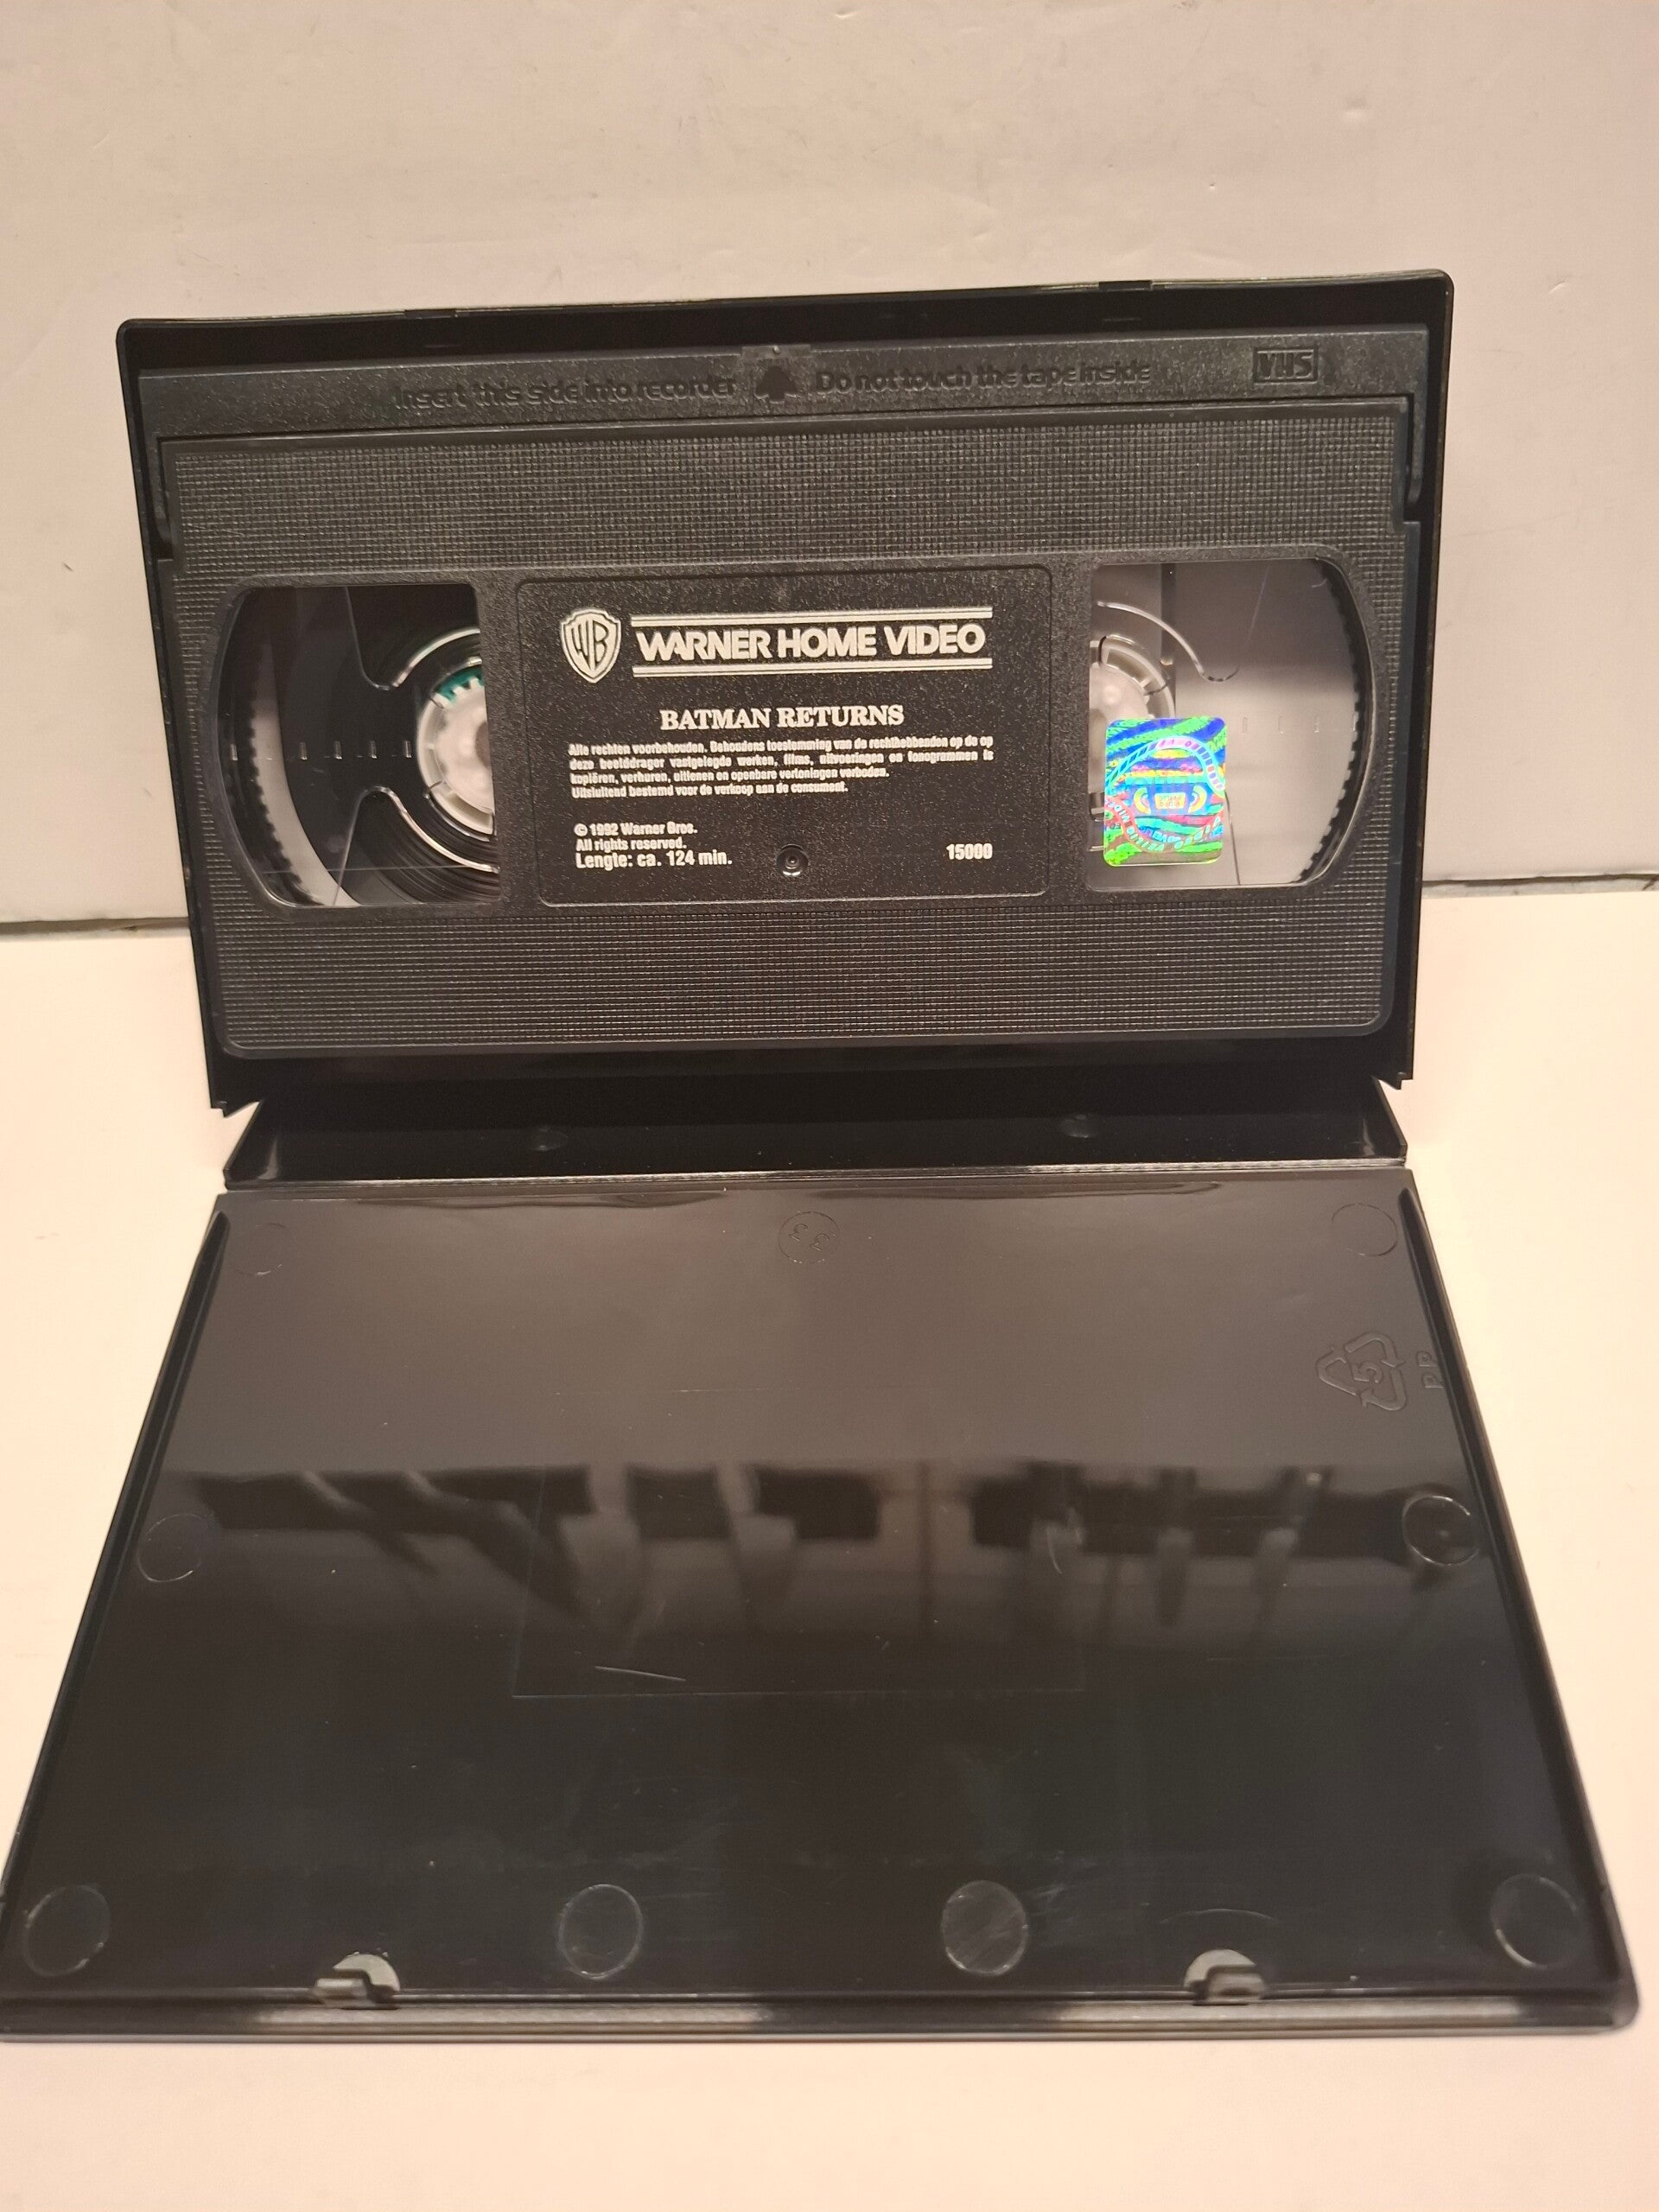 Insert this side into recorder Do not touch the tape inside VHS
WB WARNER HOME VIDEO
BATMAN RETURNS
Alle rechten voorbehouden. Behoudens toestemming van de rechthebbenden op de op
deze beelddrager vastgelegde werken, films, uitvoeringen en fonogrammen is
kopiëren, verhuren, uitlenen en openbare vertoningen verboden.
Uitsluitend bestemd voor de verkoop aan de consument.
© 1992 Warner Bros.
All rights reserved.
Lengte: ca. 124 min. 15000
33
5
PP